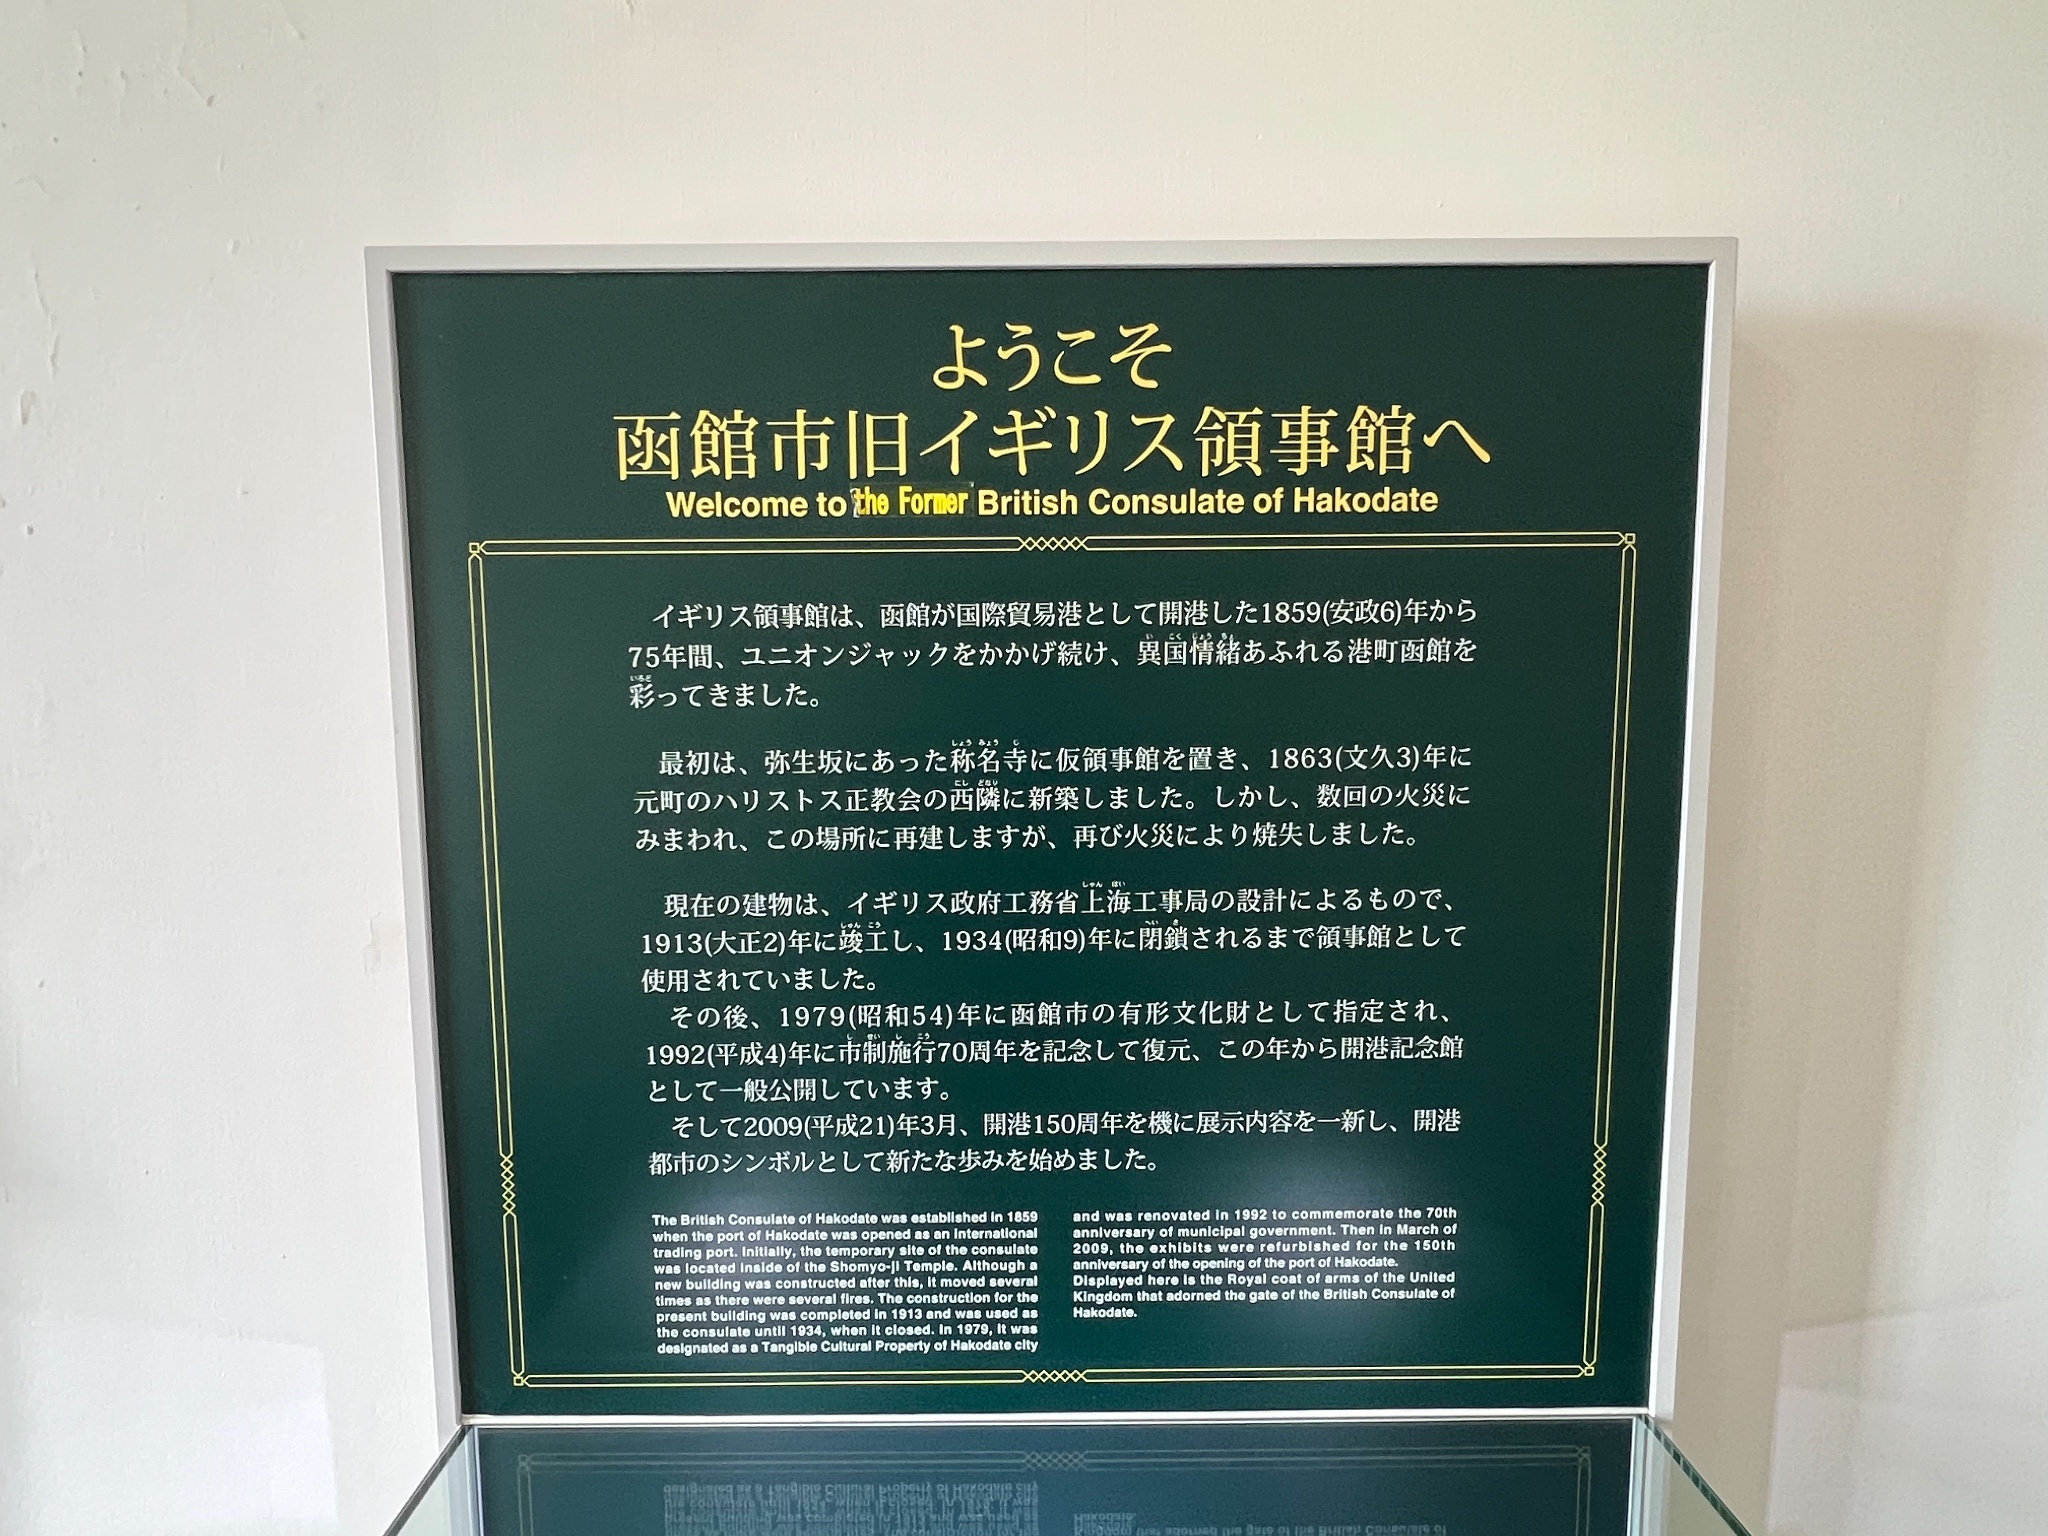 ようこそ
函館市旧イギリス領事館へ
Welcome to the Former British Consulate of Hakodate
イギリス領事館は、函館が国際貿易港として開港した1859(安政6)年から
75年間、ユニオンジャックをかかげ続け、異国情緒あふれる港町函館を
彩ってきました。
最初は、弥生坂にあった称名寺に仮領事館を置き、1863(文久3)年に
元町のハリストス正教会の西隣に新築しました。しかし、数回の火災に
みまわれ、この場所に再建しますが、再び火災により焼失しました。
現在の建物は、イギリス政府工務省上海工事局の設計によるもので、
1913(大正2)年に竣工し、1934(昭和9)年に閉鎖されるまで領事館として
使用されていました。
その後、1979(昭和54)年に函館市の有形文化財として指定され、
1992(平成4)年に市制施行70周年を記念して復元、この年から開港記念館
として一般公開しています。
そして2009(平成21)年3月、開港150周年を機に展示内容を一新し、開港
都市のシンボルとして新たな歩みを始めました。
The British Consulate of Hakodate was established in 1859
when the port of Hakodate was opened as an international
trading port. Initially, the temporary site of the consulate
was located inside of the Shomyo-ji Temple. Although a
new building was constructed after this, it moved several
times as there were several fires. The construction for the
present building was completed in 1913 and was used as
the consulate until 1934, when it closed. In 1979, it was
designated as a Tangible Cultural Property of Hakodate city
and was renovated in 1992 to commemorate the 70th
anniversary of municipal government. Then in March of
2009, the exhibits were refurbished for the 150th
anniversary of the opening of the port of Hakodate.
Displayed here is the Royal coat of arms of the United
Kingdom that adorned the gate of the British Consulate of
Hakodate.